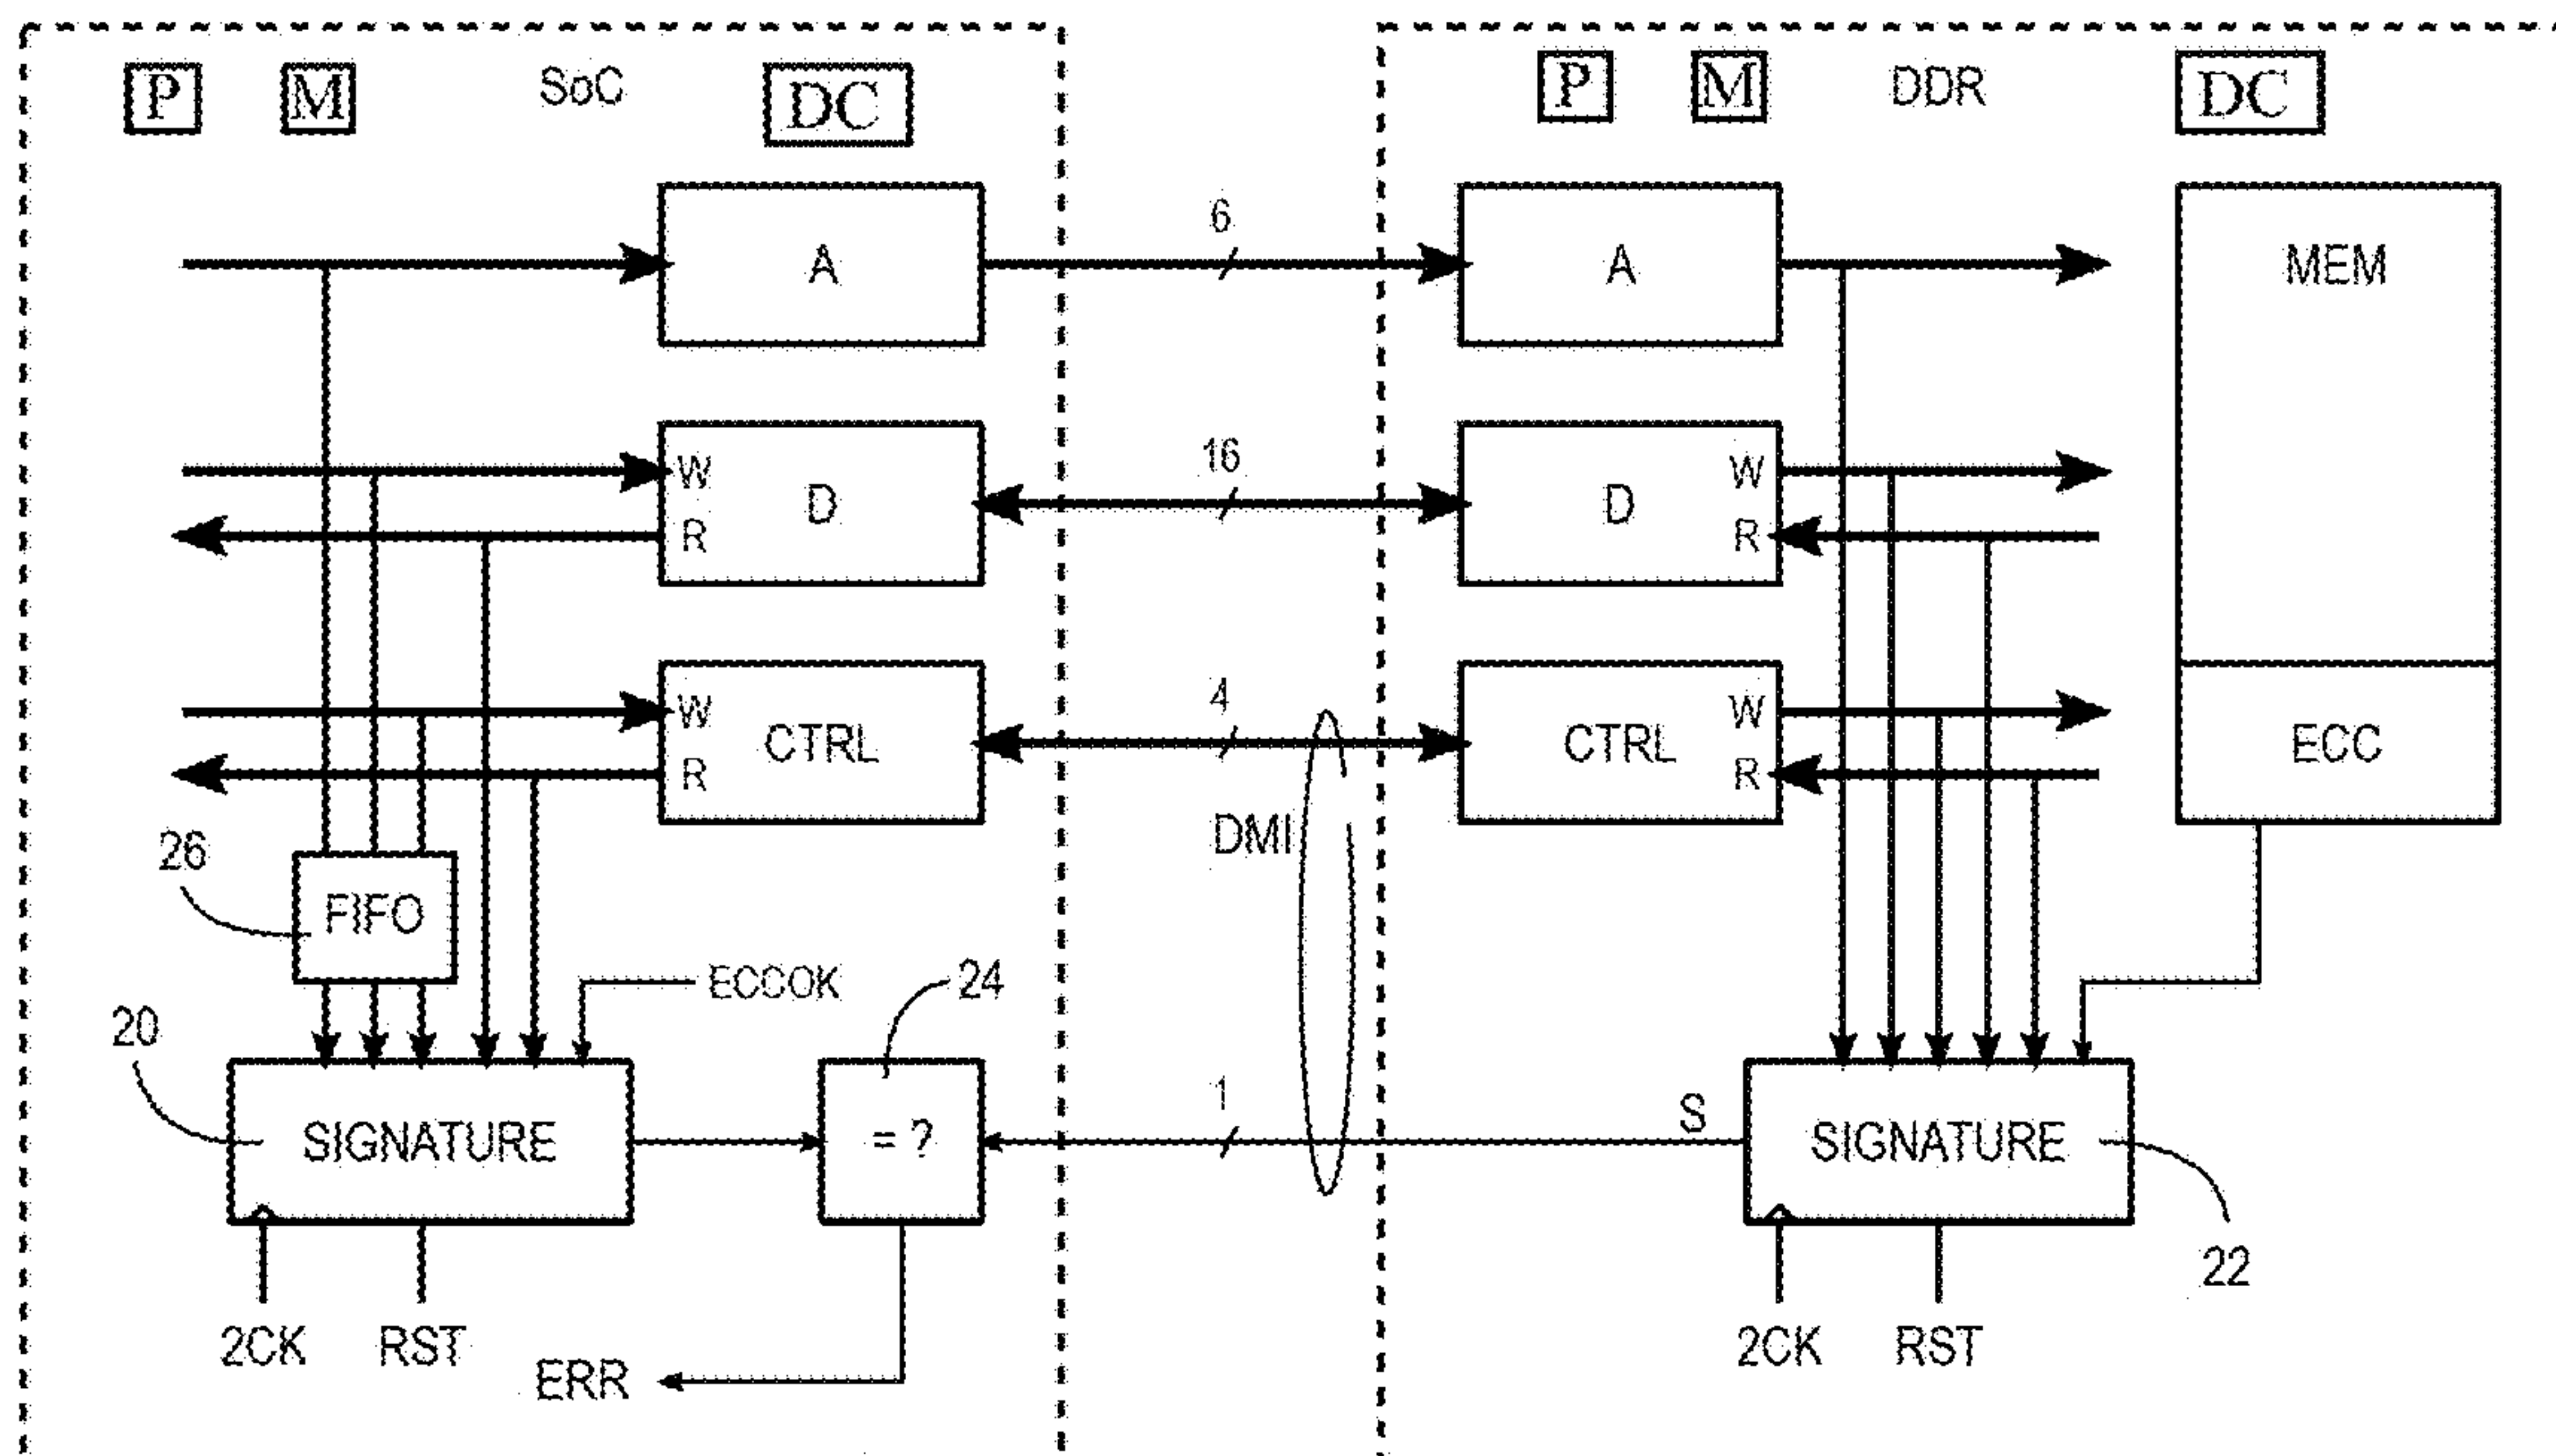 P M SoC DC
P M DDR DC
A
6
A
MEM
W
R
D
16
D
W
R
W
R
CTRL
4
CTRL
W
R
ECC
DMI
26
FIFO
ECCOK
24
20
SIGNATURE
= ?
1
S
SIGNATURE
22
2CK
RST
ERR
2CK
RST